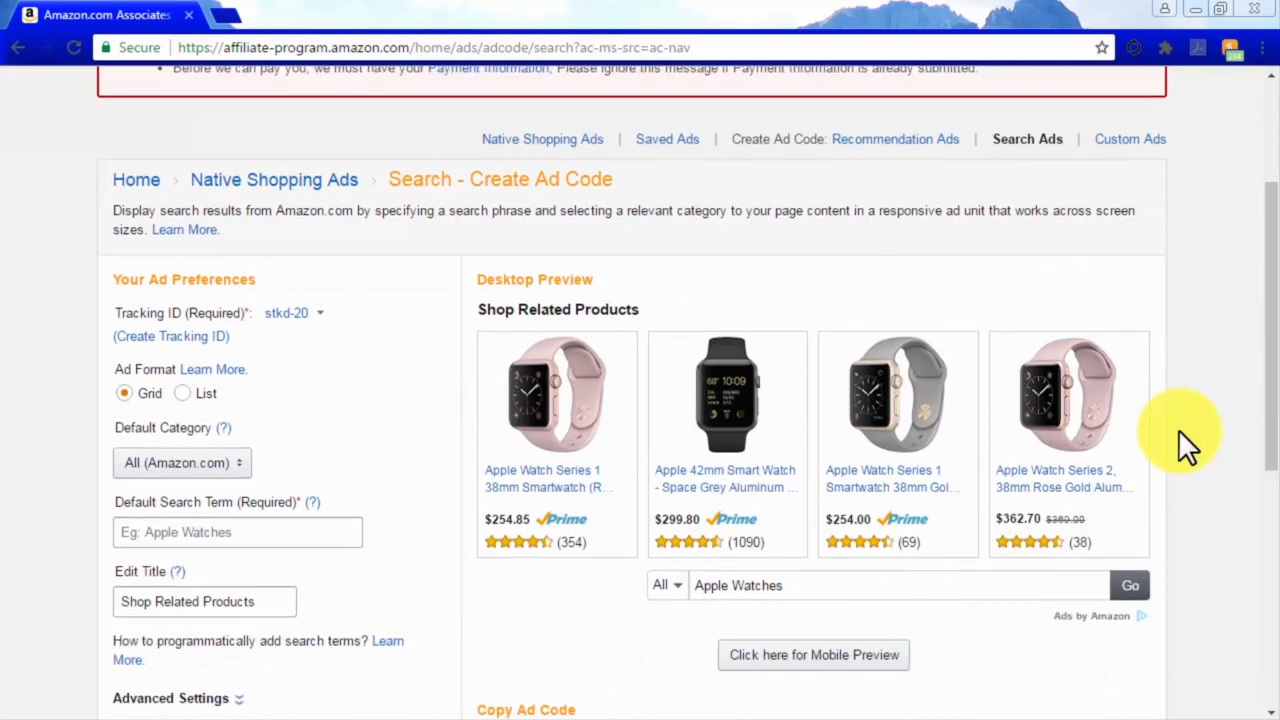 Amazon.com Associates
Secure
https://affiliate-program.amazon.com/home/ads/adcode/search?ac-ms-src=ac-nav
234
Before we can pay you, we must have your Payment Information, Please ignore this message if Payment Information is already submitted.
Native Shopping Ads | Saved Ads | Create Ad Code: Recommendation Ads | Search Ads | Custom Ads
Home > Native Shopping Ads > Search - Create Ad Code
Display search results from Amazon.com by specifying a search phrase and selecting a relevant category to your page content in a responsive ad unit that works across screen
sizes. Learn More.
Your Ad Preferences
Tracking ID (Required)*: stkd-20
(Create Tracking ID)
Ad Format Learn More.
Grid List
Default Category (?)
All (Amazon.com)
Default Search Term (Required)* (?)
Eg: Apple Watches
Edit Title (?)
Shop Related Products
How to programmatically add search terms? Learn
More.
Advanced Settings
Desktop Preview
Shop Related Products
68° 10:09
Apple Watch Series 1
38mm Smartwatch (R...
$254.85 Prime
(354)
Apple 42mm Smart Watch
- Space Grey Aluminum ...
$299.80 Prime
(1090)
Apple Watch Series 1
Smartwatch 38mm Gol...
$254.00 Prime
(69)
Apple Watch Series 2,
38mm Rose Gold Alum...
$362.70 $369.00
(38)
All Apple Watches Go
Ads by Amazon
Click here for Mobile Preview
Copy Ad Code